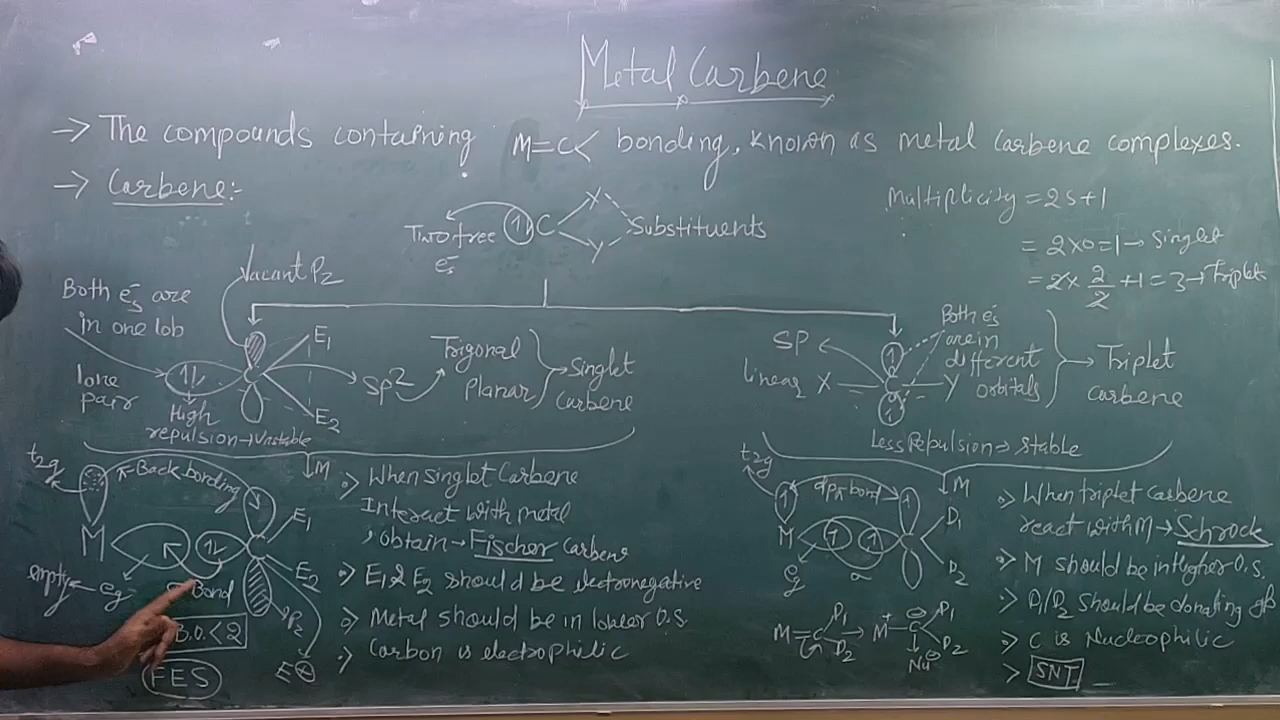 Metal Carbene
→ The compounds containing M=C< bonding, known as metal carbene complexes.
→ Carbene:-
Multiplicity = 2S+1
= 2×0=1 → Singlet
= 2× 2/2 +1 = 3 → Triplet
Two free e⁻s
1⇂ C X Y Substituents
Vacant Pz
Both e⁻s are
in one lob
lone
pair
E1
E2
High
repulsion → Unstable
SP²
Trigonal
Planar
Singlet
Carbene
SP
linear X = C — Y
Both e⁻s
are in
different
orbitals
Triplet
Carbene
Less Repulsion ⇒ Stable
t2g
Back bonding
M
E1
E2
empty eg
σ Bond
Pz
B.O. < 2
E⊕
FES
M
When singlet Carbene
Interact with metal
, obtain → Fischer Carbene
E1 & E2 should be electronegative
Metal should be in lower O.S.
Carbon is electrophilic
t2g
dπ-Pπ bond
M
D1
D2
eg
σ
M
M=C D1 D2 → M⁺—C⊖ D1 D2
Nu⊖
When triplet carbene
react with M → Schrock
M should be in Higher O.S.
D1/D2 should be donating gp
C is Nucleophilic
SNT